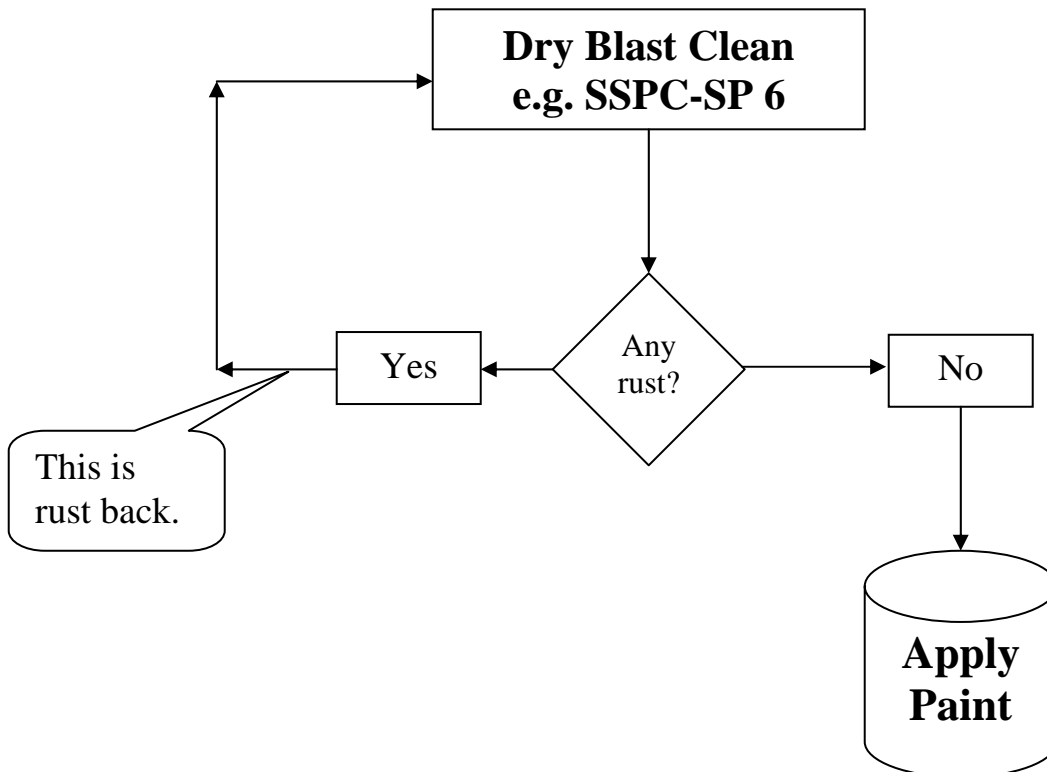 Dry Blast Clean
e.g. SSPC-SP 6
Any
rust?
Yes
No
This is
rust back.
Apply
Paint